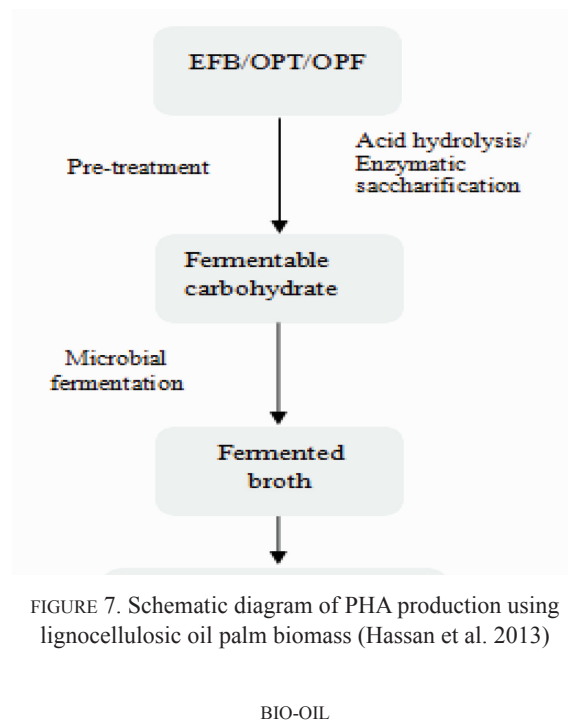 EFB/OPT/OPF
Pre-treatment
Acid hydrolysis/
Enzymatic
saccharification
Fermentable
carbohydrate
Microbial
fermentation
Fermented
broth
FIGURE 7. Schematic diagram of PHA production using
lignocellulosic oil palm biomass (Hassan et al. 2013)
BIO-OIL